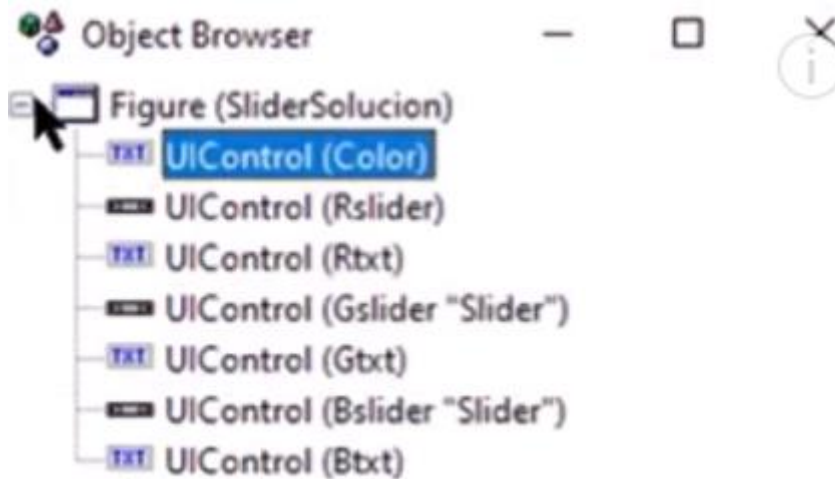 Object Browser
i
Figure (SliderSolucion)
TXT UIControl (Color)
UIControl (Rslider)
TXT UIControl (Rtxt)
UIControl (Gslider "Slider")
TXT UIControl (Gtxt)
UIControl (Bslider "Slider")
TXT UIControl (Btxt)